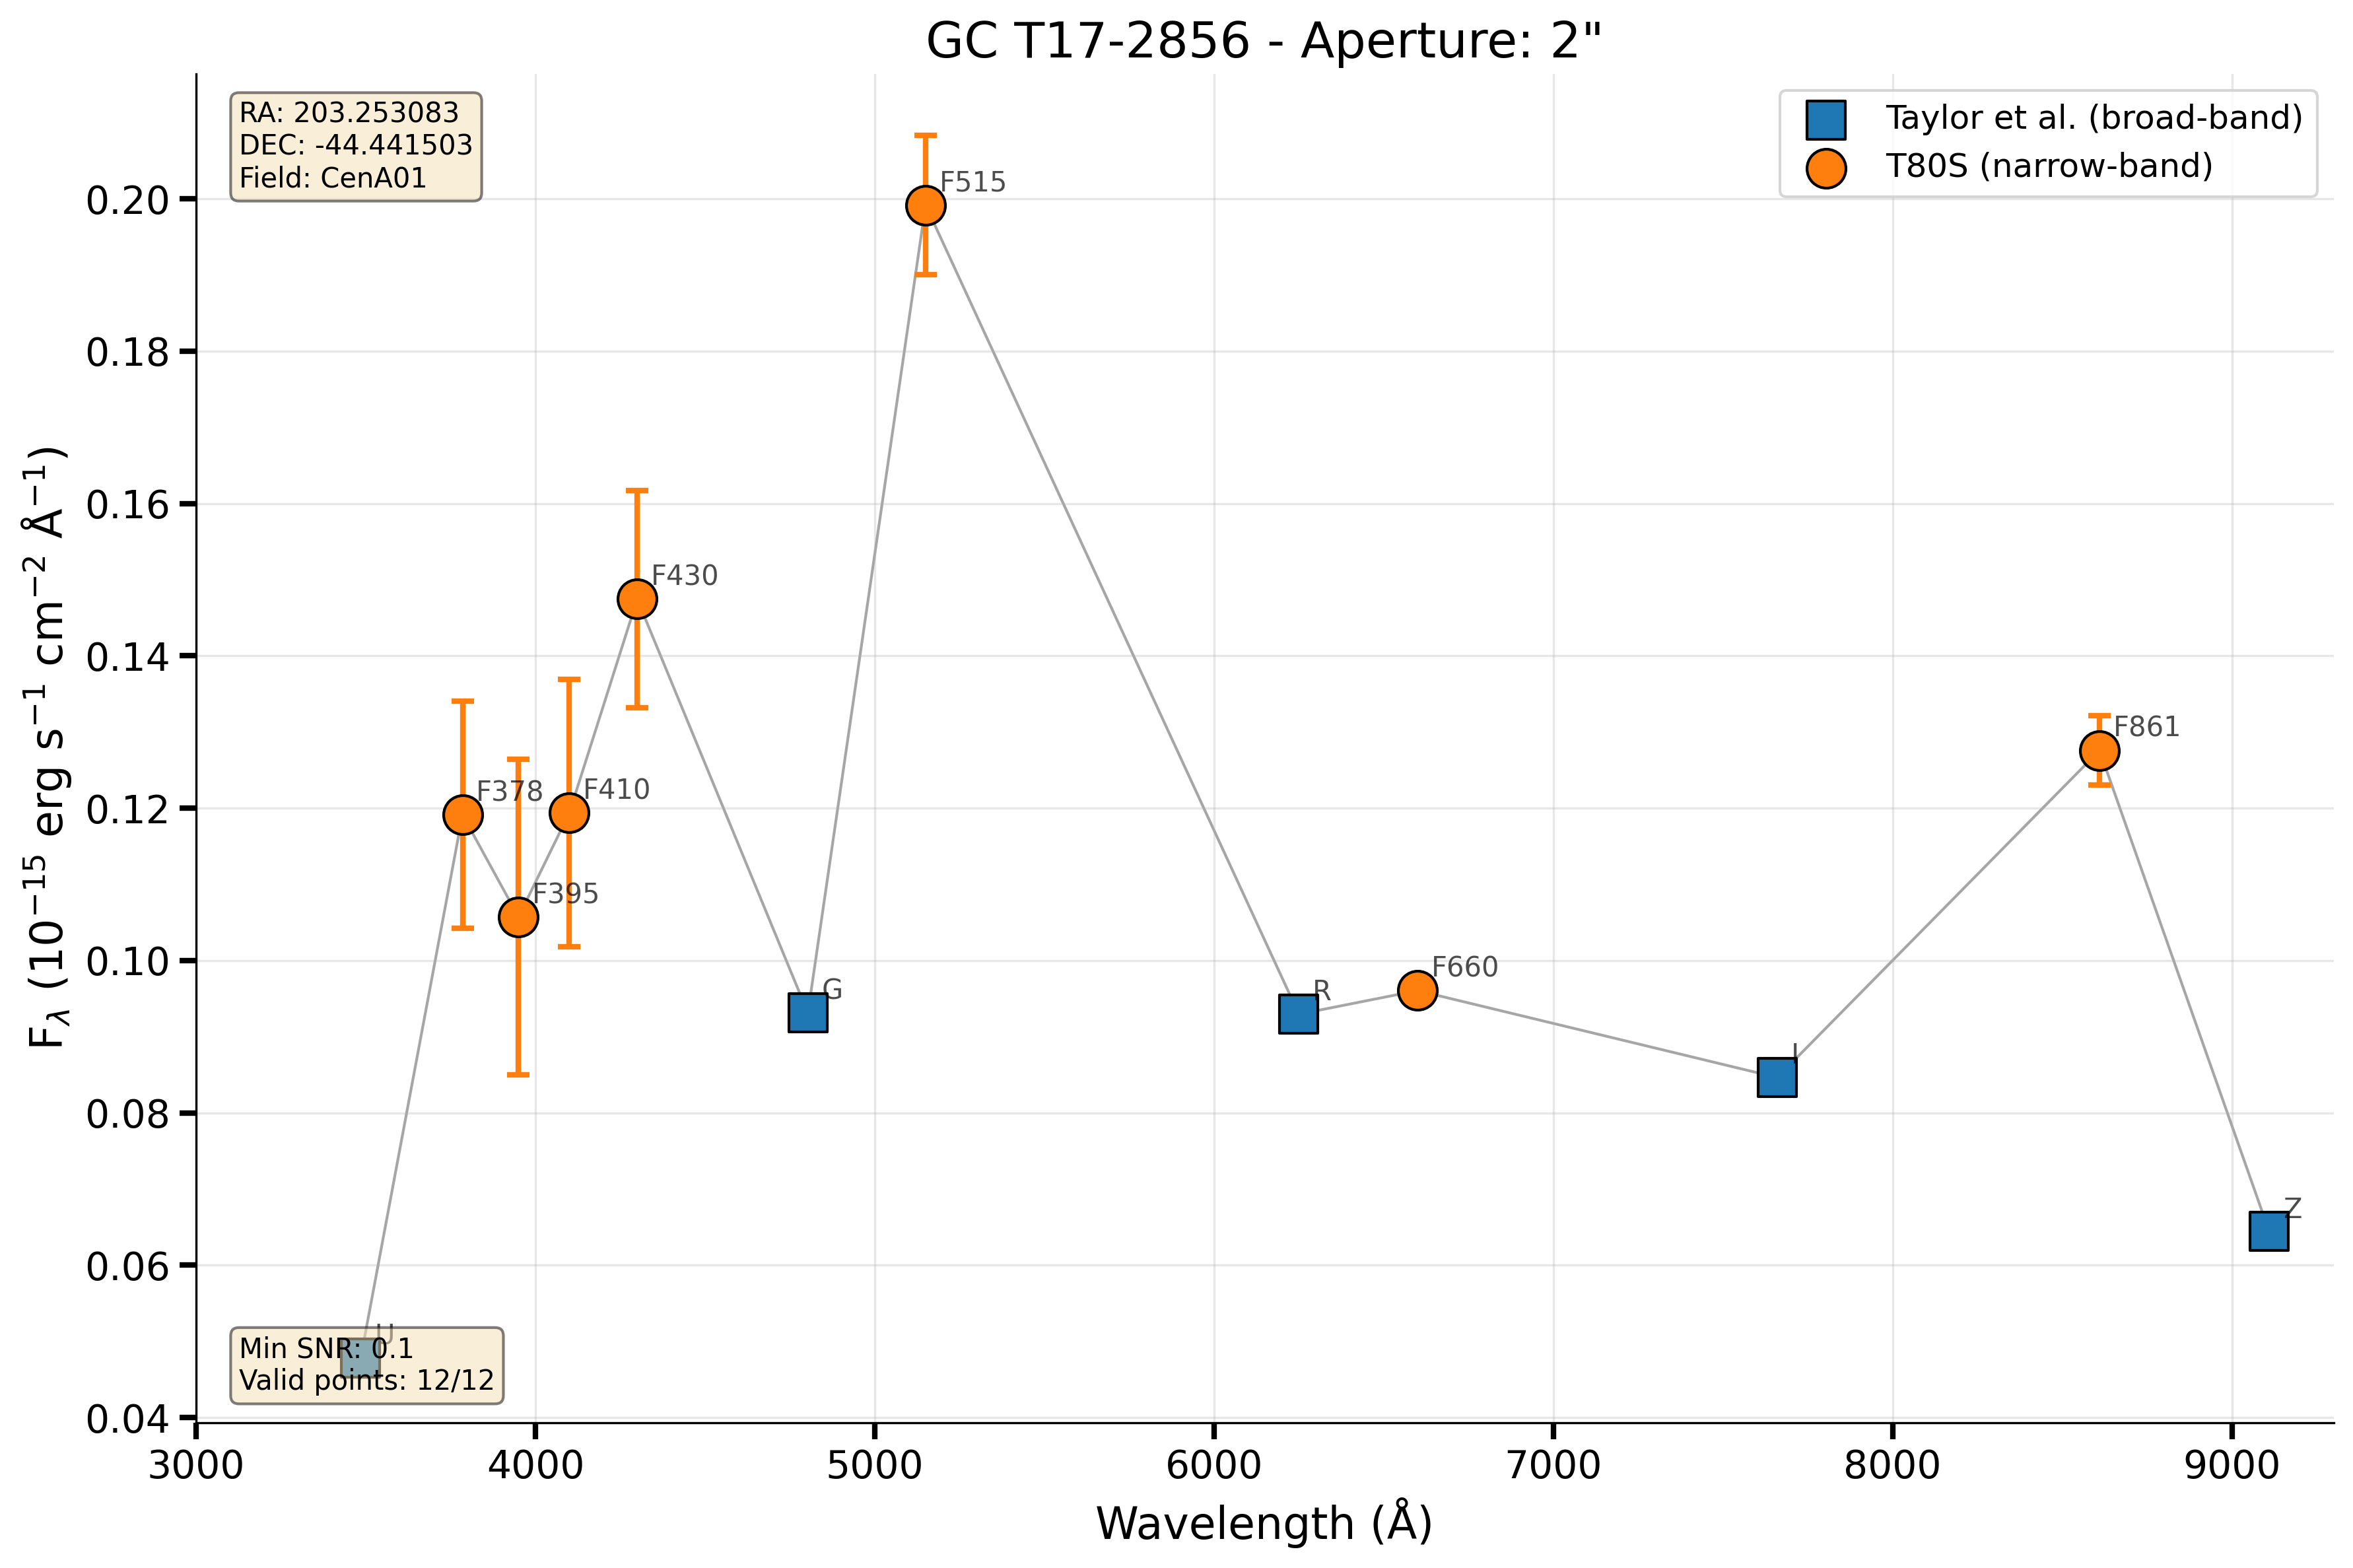 GC T17-2856 - Aperture: 2"
RA: 203.253083
DEC: -44.441503
Field: CenA01
Taylor et al. (broad-band)
T80S (narrow-band)
F515
F430
F861
F378
F410
F395
G
R
F660
I
Z
U
Min SNR: 0.1
Valid points: 12/12
0.20
0.18
0.16
0.14
0.12
0.10
0.08
0.06
0.04
F_λ (10⁻¹⁵ erg s⁻¹ cm⁻² Å⁻¹)
3000 4000 5000 6000 7000 8000 9000
Wavelength (Å)